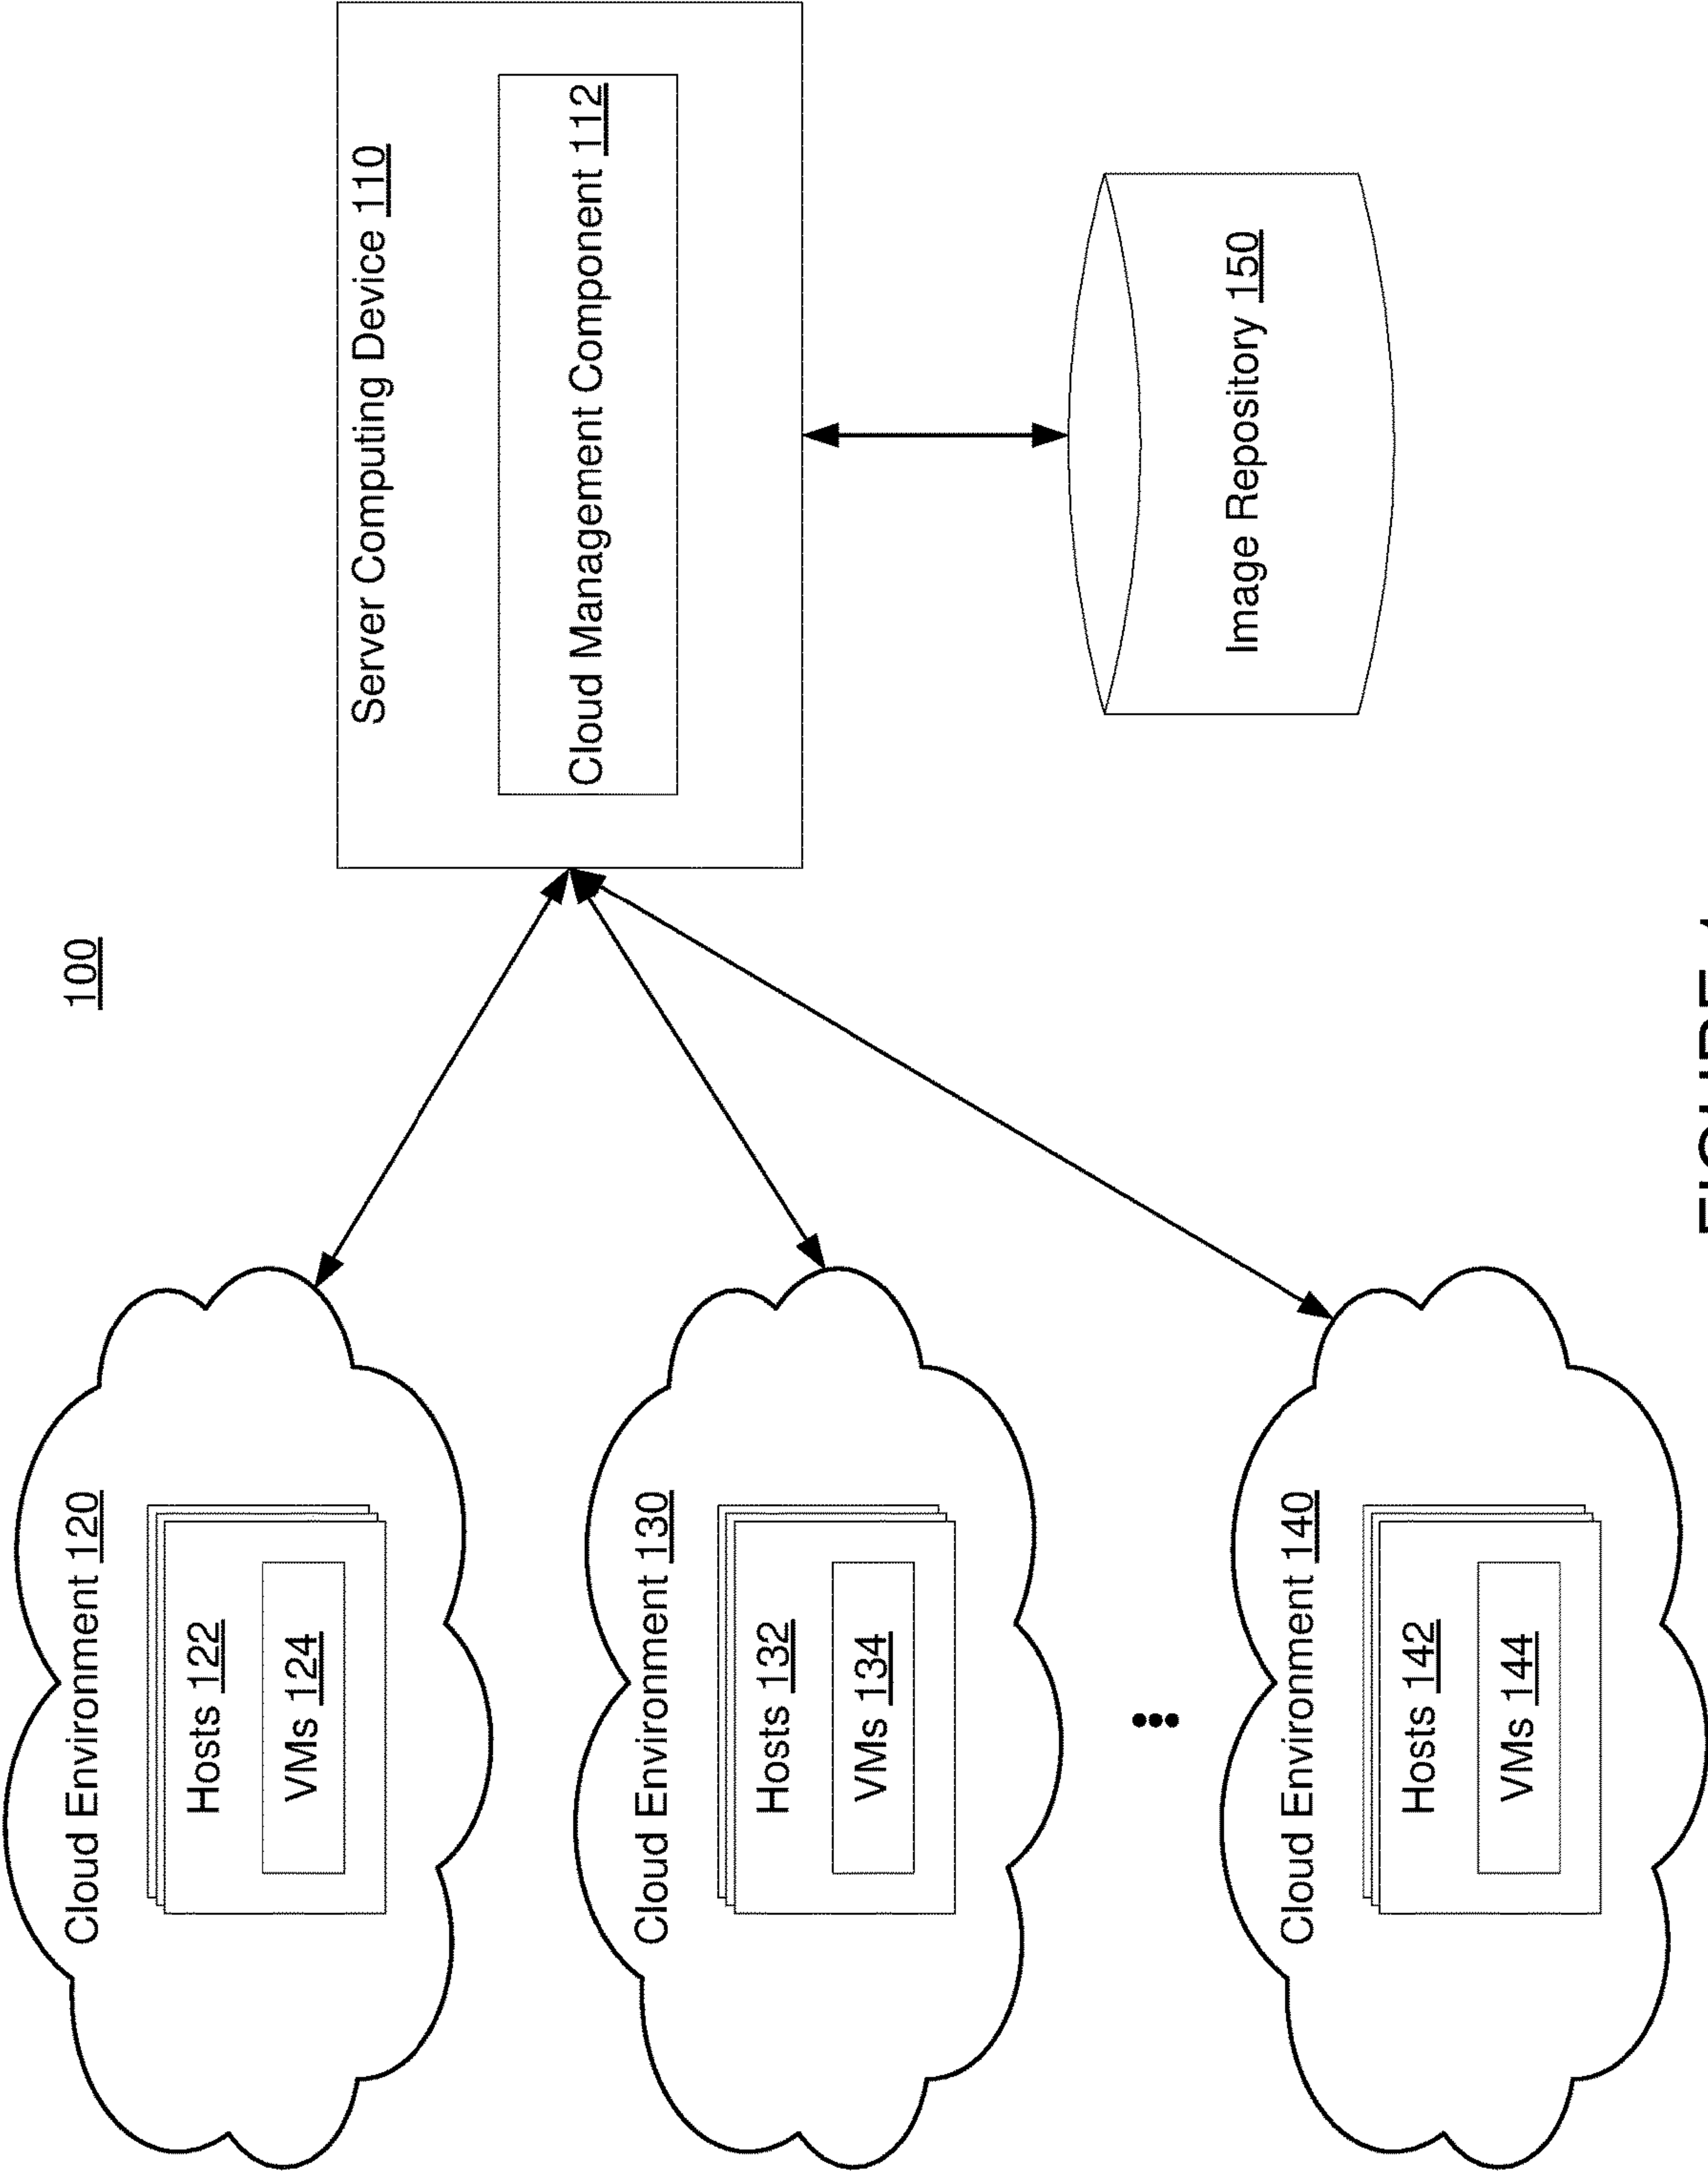 100
Cloud Environment 120
Hosts 122
VMs 124
Cloud Environment 130
Hosts 132
VMs 134
Cloud Environment 140
Hosts 142
VMs 144
Server Computing Device 110
Cloud Management Component 112
Image Repository 150